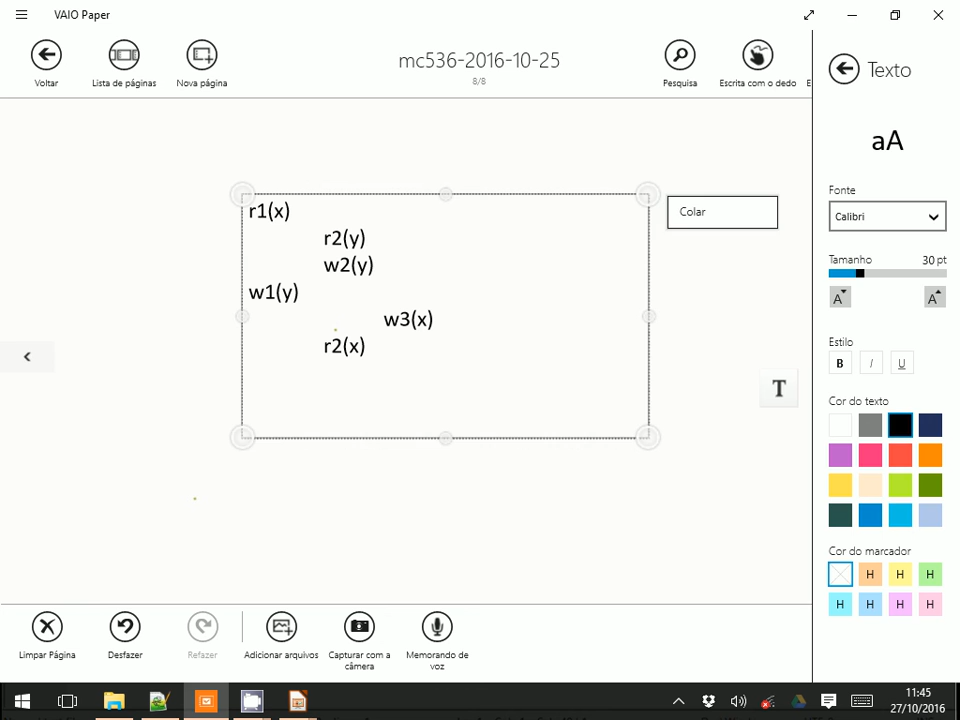 VAIO Paper
Voltar
Lista de páginas
Nova página
mc536-2016-10-25
8/8
Pesquisa
Escrita com o dedo
E
Texto
aA
Fonte
Calibri
Tamanho 30 pt
A A
Estilo
B I U
Cor do texto
Cor do marcador
H H H
H H H H
r1(x)
r2(y)
w2(y)
w1(y)
w3(x)
r2(x)
Colar
T
Limpar Página
Desfazer
Refazer
Adicionar arquivos
Capturar com a
câmera
Memorando de
voz
11:45
27/10/2016